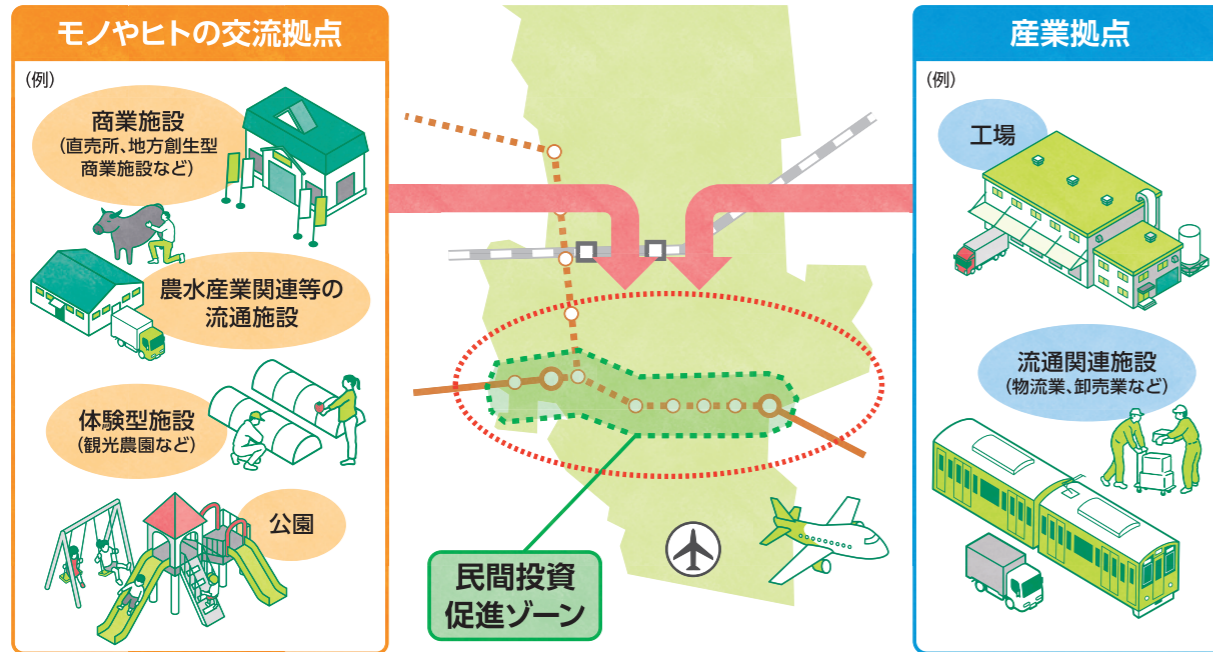 モノやヒトの交流拠点
(例)
商業施設
(直売所、地方創生型
商業施設など)
農水産業関連等の
流通施設
体験型施設
(観光農園など)
公園
民間投資
促進ゾーン
産業拠点
(例)
工場
流通関連施設
(物流業、卸売業など)